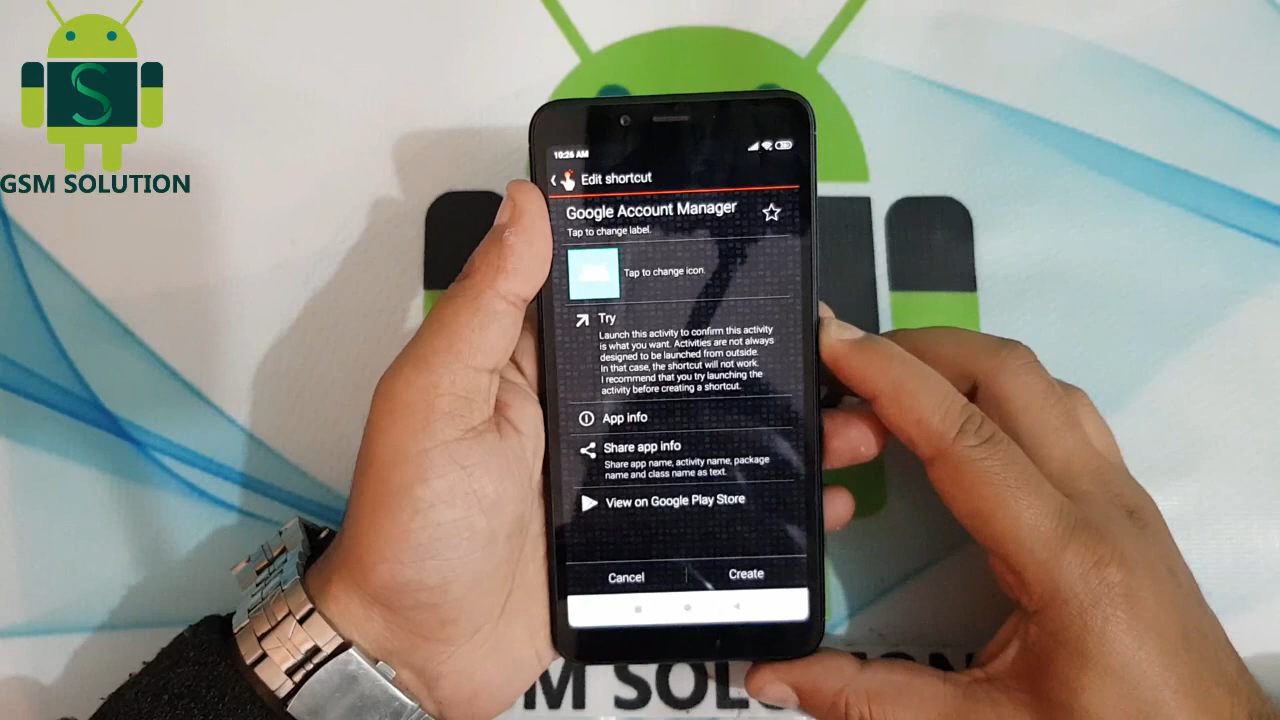 S
GSM SOLUTION
10:26 AM
Edit shortcut
Google Account Manager
Tap to change label.
Tap to change icon.
Try
Launch this activity to confirm this activity
is what you want. Activities are not always
designed to be launched from outside.
In that case, the shortcut will not work.
I recommend that you try launching the
activity before creating a shortcut.
App info
Share app info
Share app name, activity name, package
name and class name as text.
View on Google Play Store
Cancel
Create
M SOLUTION